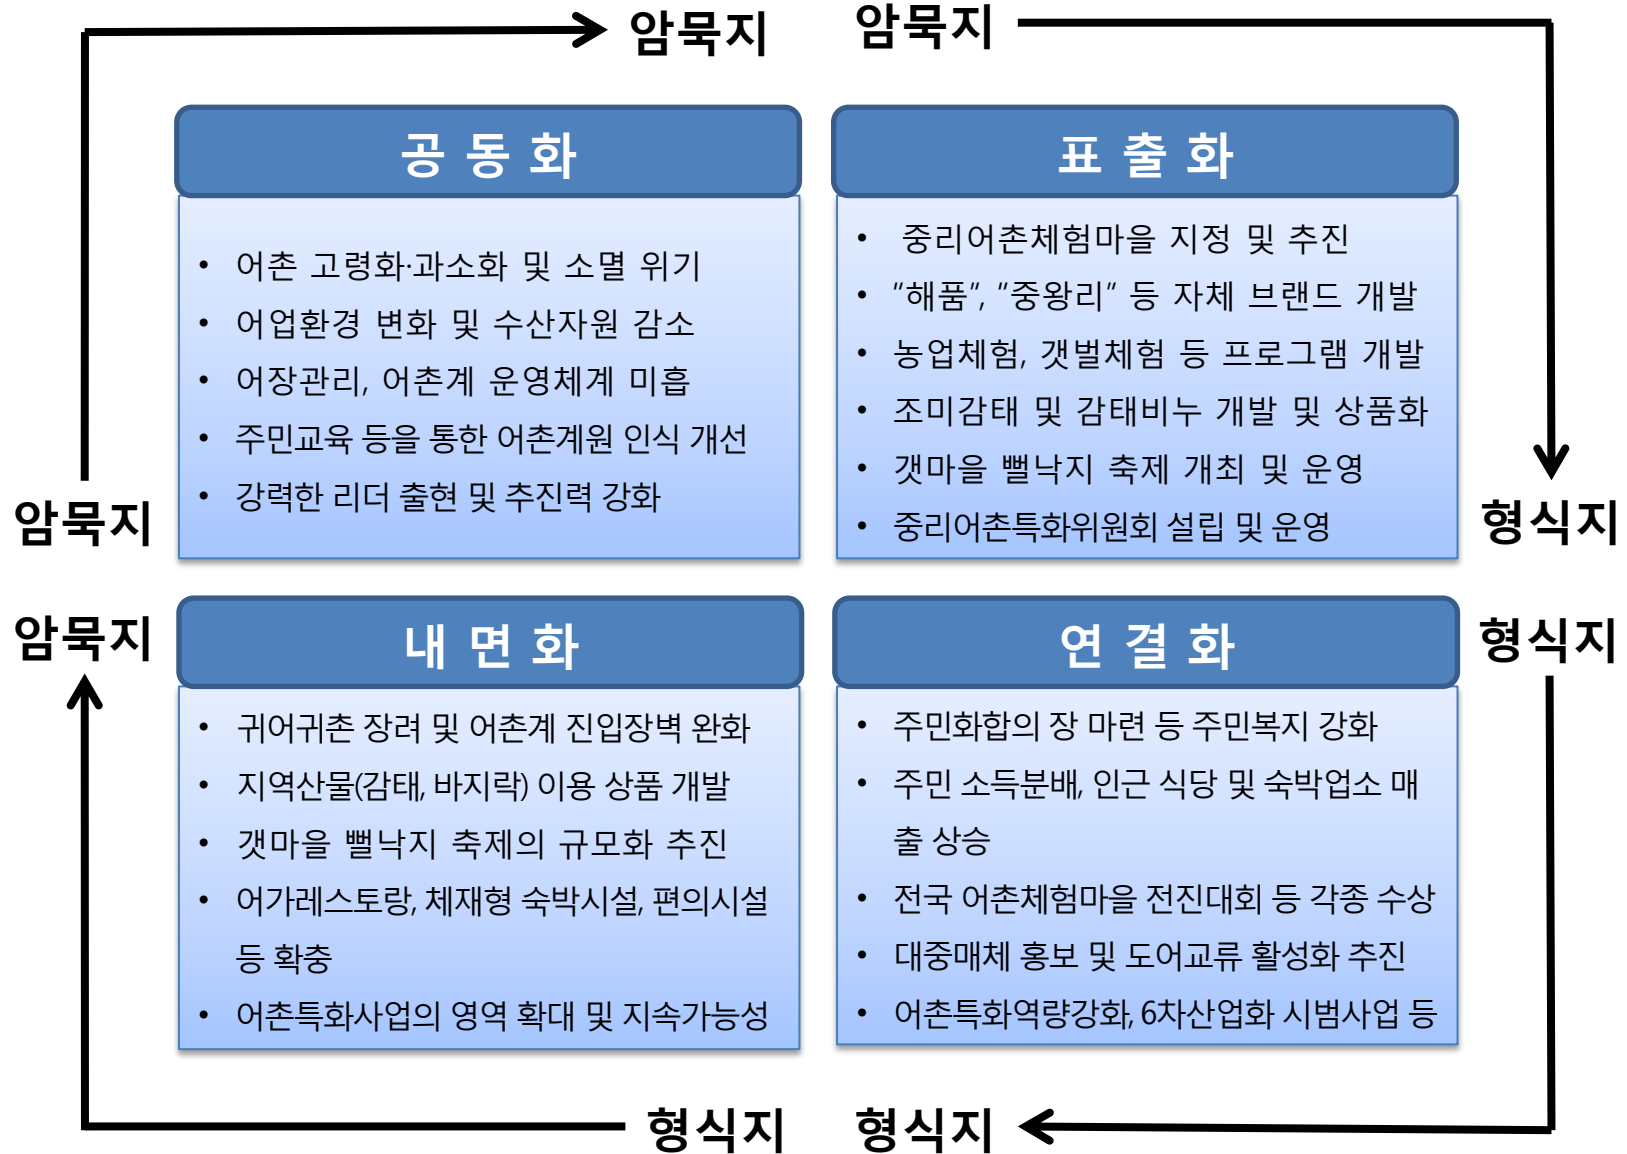 암묵지
암묵지
공 동 화
• 어촌 고령화·과소화 및 소멸 위기
• 어업환경 변화 및 수산자원 감소
• 어장관리, 어촌계 운영체계 미흡
• 주민교육 등을 통한 어촌계원 인식 개선
• 강력한 리더 출현 및 추진력 강화
표 출 화
• 중리어촌체험마을 지정 및 추진
• "해품", "중왕리" 등 자체 브랜드 개발
• 농업체험, 갯벌체험 등 프로그램 개발
• 조미감태 및 감태비누 개발 및 상품화
• 갯마을 뻘낙지 축제 개최 및 운영
• 중리어촌특화위원회 설립 및 운영
암묵지
형식지
암묵지
형식지
내 면 화
• 귀어귀촌 장려 및 어촌계 진입장벽 완화
• 지역산물(감태, 바지락) 이용 상품 개발
• 갯마을 뻘낙지 축제의 규모화 추진
• 어가레스토랑, 체재형 숙박시설, 편의시설
등 확충
• 어촌특화사업의 영역 확대 및 지속가능성
연 결 화
• 주민화합의 장 마련 등 주민복지 강화
• 주민 소득분배, 인근 식당 및 숙박업소 매
출 상승
• 전국 어촌체험마을 전진대회 등 각종 수상
• 대중매체 홍보 및 도어교류 활성화 추진
• 어촌특화역량강화, 6차산업화 시범사업 등
형식지
형식지